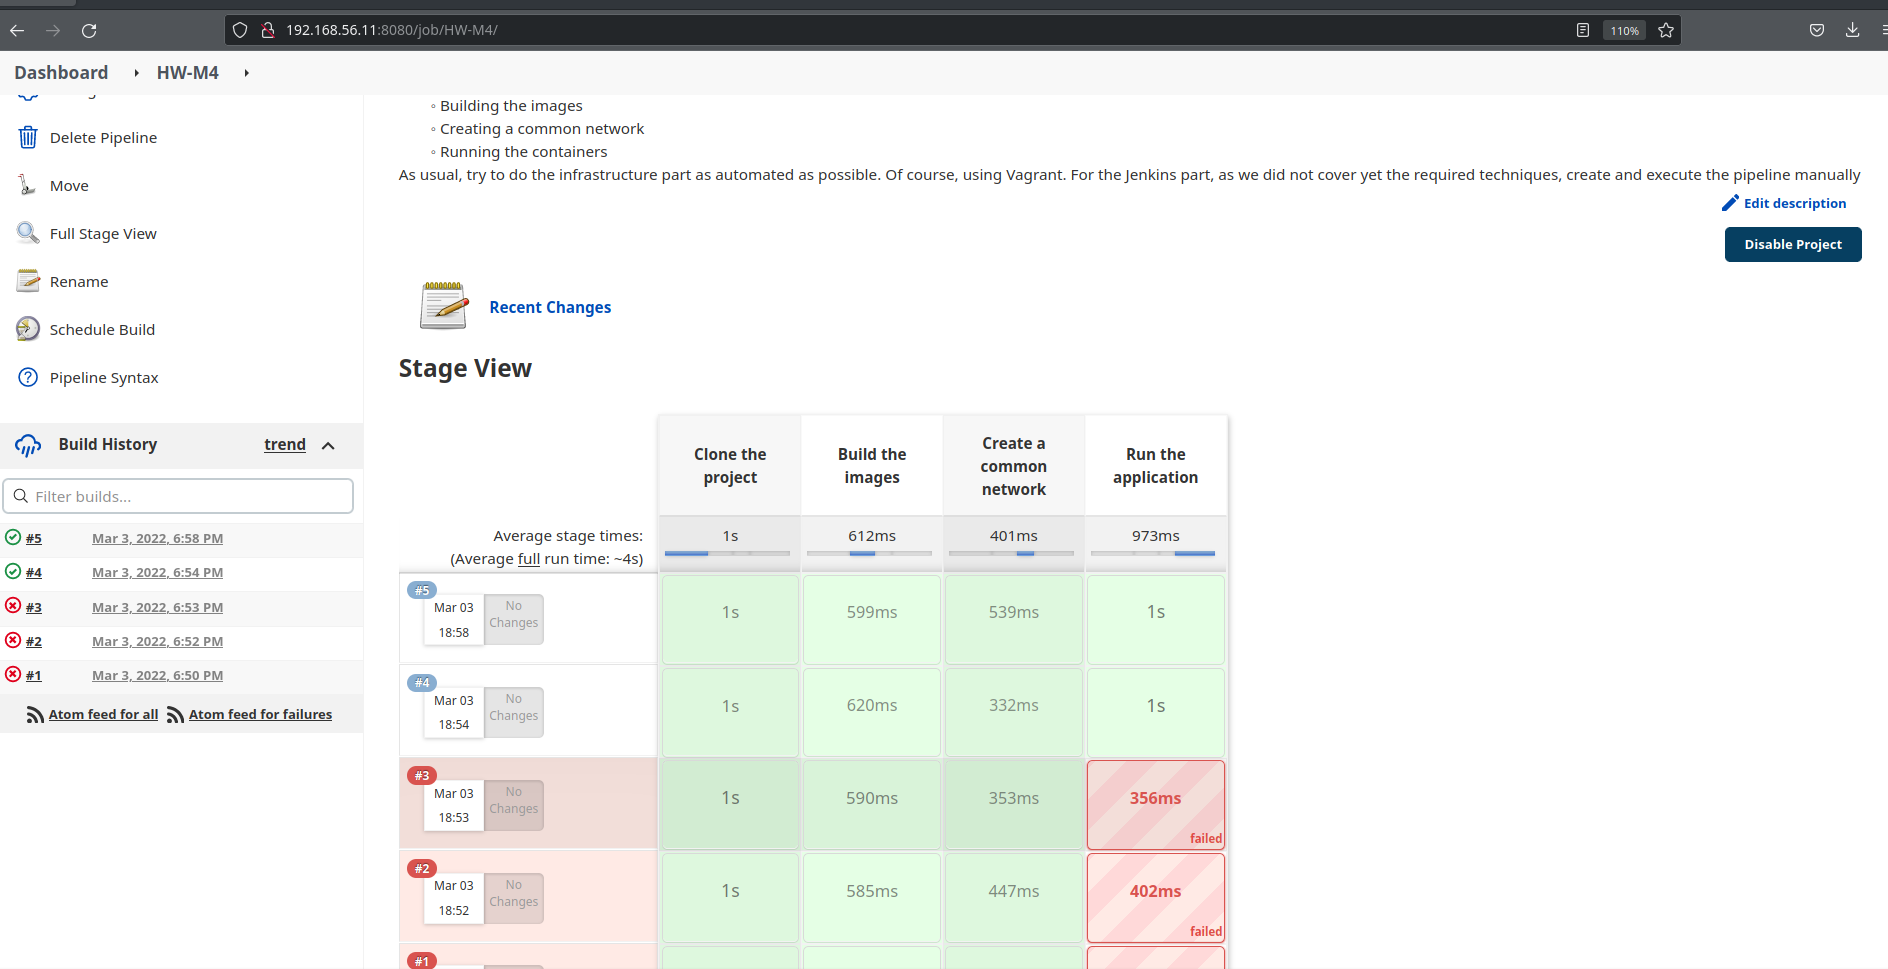 192.168.56.11:8080/job/HW-M4/
110%
Dashboard
HW-M4
Delete Pipeline
Move
Full Stage View
Rename
Schedule Build
Pipeline Syntax
Build History
trend
Filter builds...
#5 Mar 3, 2022, 6:58 PM
#4 Mar 3, 2022, 6:54 PM
#3 Mar 3, 2022, 6:53 PM
#2 Mar 3, 2022, 6:52 PM
#1 Mar 3, 2022, 6:50 PM
Atom feed for all Atom feed for failures
◦ Building the images
◦ Creating a common network
◦ Running the containers
As usual, try to do the infrastructure part as automated as possible. Of course, using Vagrant. For the Jenkins part, as we did not cover yet the required techniques, create and execute the pipeline manually
Edit description
Disable Project
Recent Changes
Stage View
Clone the
project
Build the
images
Create a
common
network
Run the
application
Average stage times:
(Average full run time: ~4s)
1s
612ms
401ms
973ms
#5
Mar 03
18:58
No
Changes
1s
599ms
539ms
1s
#4
Mar 03
18:54
No
Changes
1s
620ms
332ms
1s
#3
Mar 03
18:53
No
Changes
1s
590ms
353ms
356ms
failed
#2
Mar 03
18:52
No
Changes
1s
585ms
447ms
402ms
failed
#1